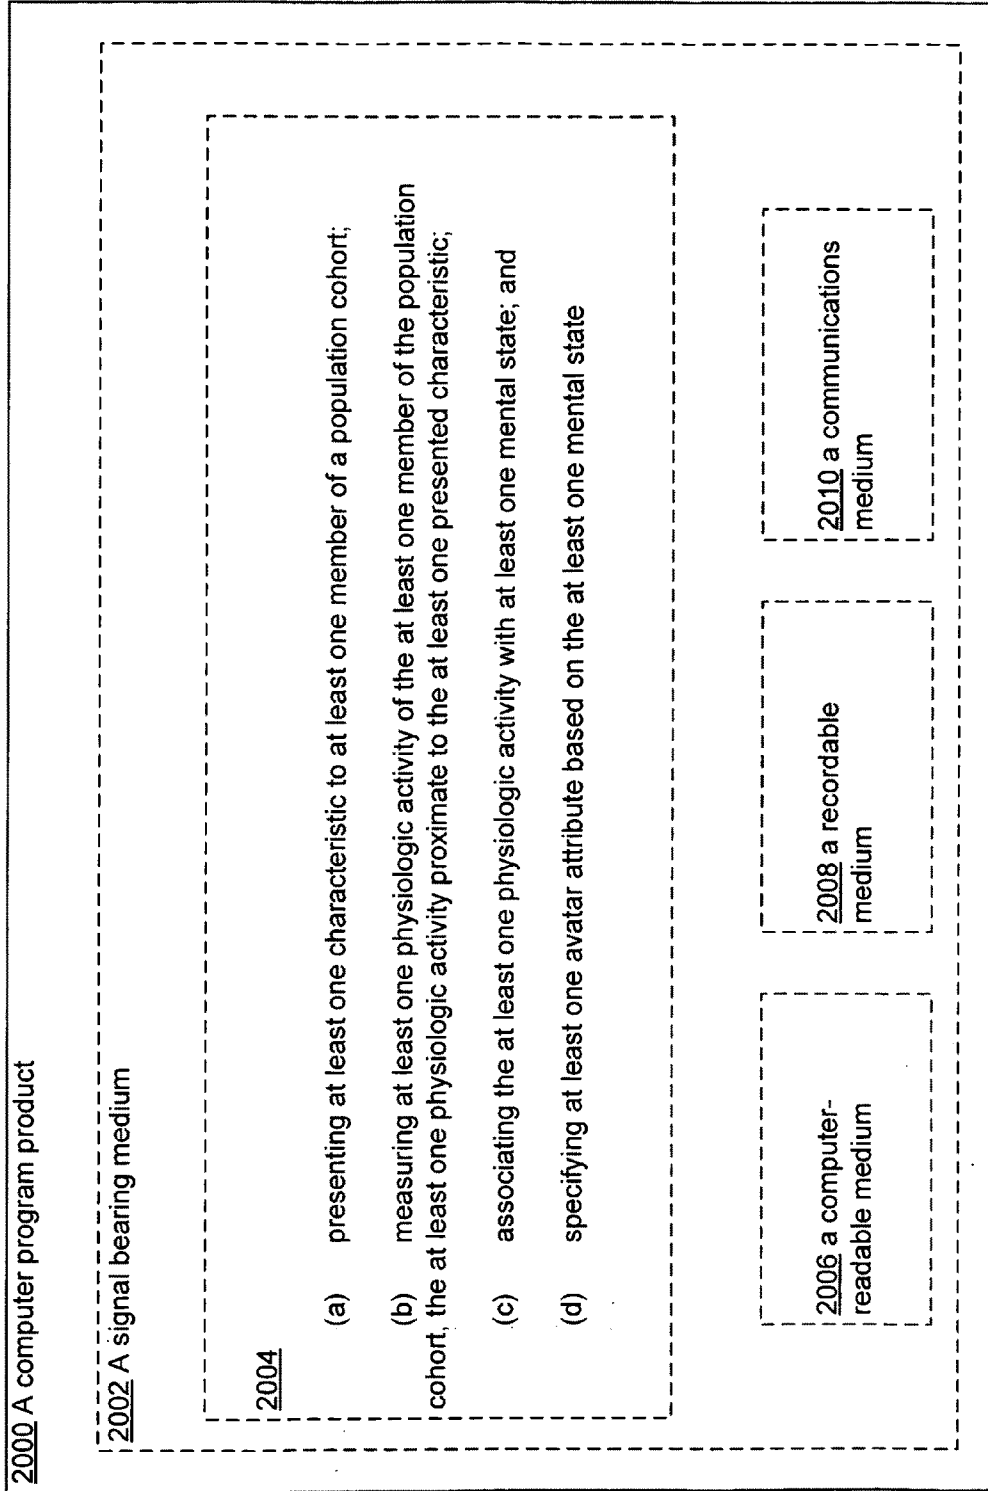 2000 A computer program product
2002 A signal bearing medium
2004
(a) presenting at least one characteristic to at least one member of a population cohort;
(b) measuring at least one physiologic activity of the at least one member of the population
cohort, the at least one physiologic activity proximate to the at least one presented characteristic;
(c) associating the at least one physiologic activity with at least one mental state; and
(d) specifying at least one avatar attribute based on the at least one mental state
2006 a computer-
readable medium
2008 a recordable
medium
2010 a communications
medium